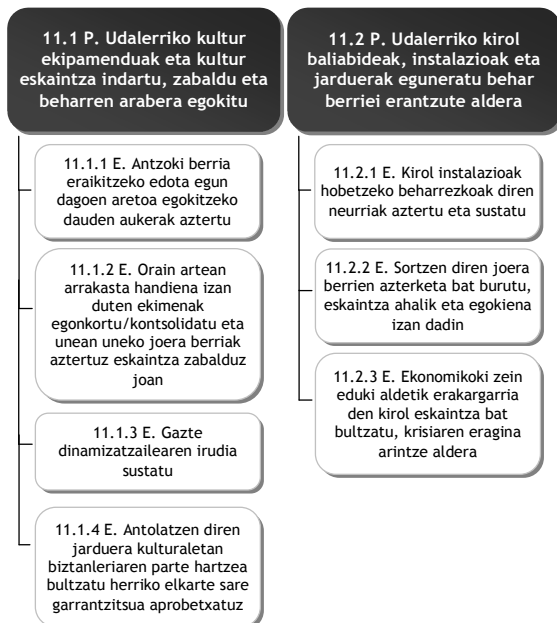 11.1 P. Udalerriko kultur
ekipamenduak eta kultur
eskaintza indartu, zabaldu eta
beharren arabera egokitu
11.1.1 E. Antzoki berria
eraikitzeko edota egun
dagoen aretoa egokitzeko
dauden aukerak aztertu
11.1.2 E. Orain artean
arrakasta handiena izan
duten ekimenak
egonkortu/kontsolidatu eta
unean uneko joera berriak
aztertuz eskaintza zabalduz
joan
11.1.3 E. Gazte
dinamizatzailearen irudia
sustatu
11.1.4 E. Antolatzen diren
jarduera kulturaletan
biztanleriaren parte hartzea
bultzatu herriko elkarte sare
garrantzitsua aprobetxatuz
11.2 P. Udalerriko kirol
baliabideak, instalazioak eta
jarduerak eguneratu behar
berriei erantzute aldera
11.2.1 E. Kirol instalazioak
hobetzeko beharrezkoak diren
neurriak aztertu eta sustatu
11.2.2 E. Sortzen diren joera
berrien azterketa bat burutu,
eskaintza ahalik eta egokiena
izan dadin
11.2.3 E. Ekonomikoki zein
eduki aldetik erakargarria
den kirol eskaintza bat
bultzatu, krisiaren eragina
arintze aldera